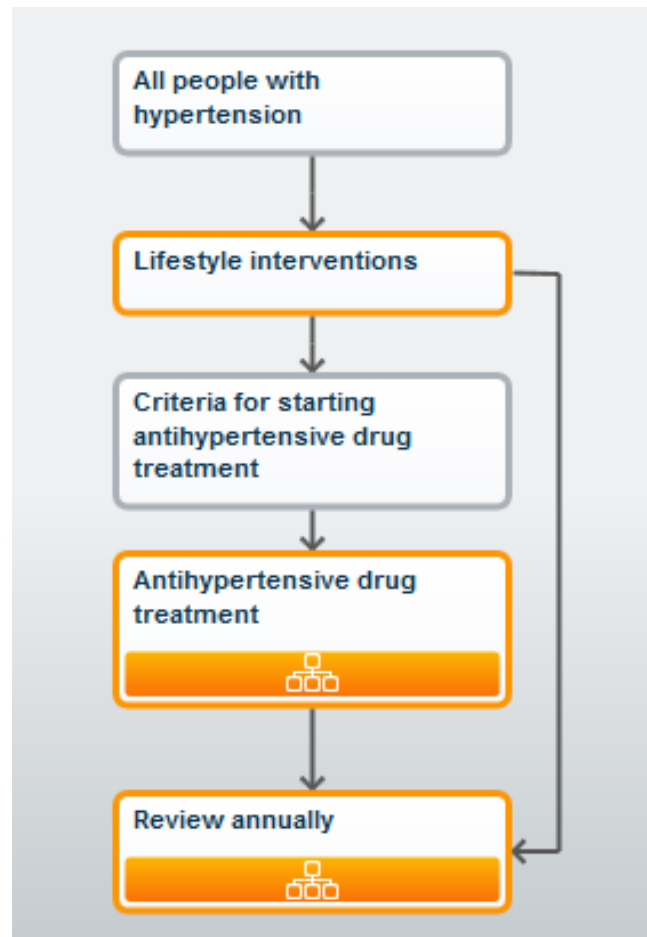 All people with
hypertension
Lifestyle interventions
Criteria for starting
antihypertensive drug
treatment
Antihypertensive drug
treatment
Review annually